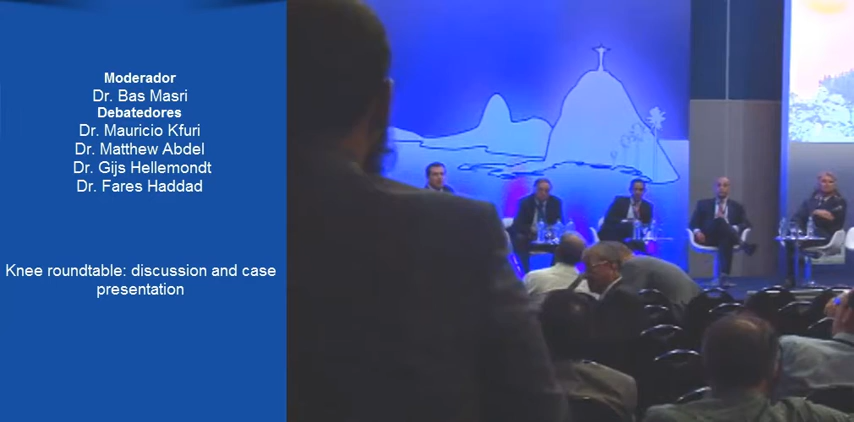 Moderador
Dr. Bas Masri
Debatedores
Dr. Mauricio Kfuri
Dr. Matthew Abdel
Dr. Gijs Hellemondt
Dr. Fares Haddad
Knee roundtable: discussion and case
presentation